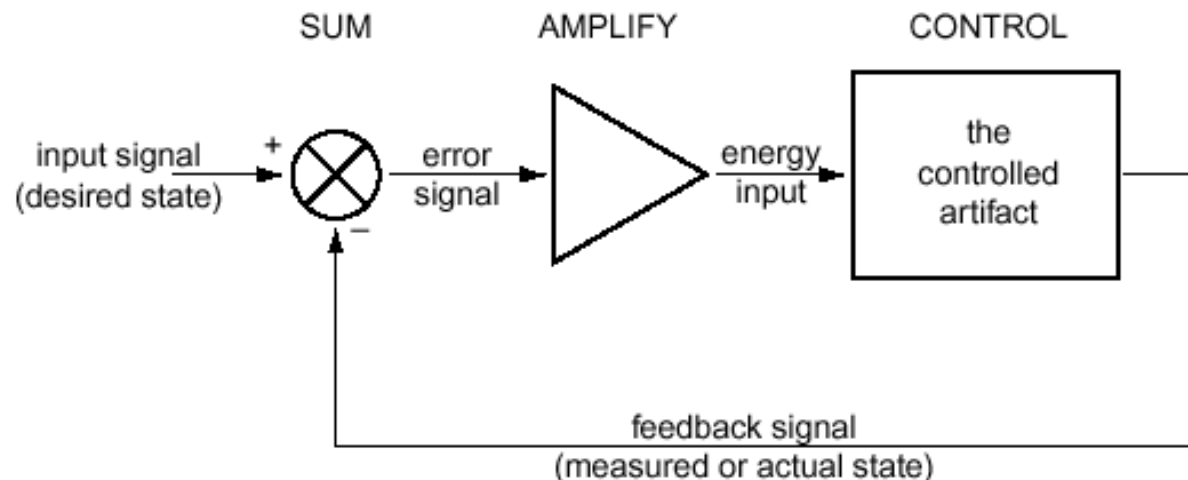 SUM
AMPLIFY
CONTROL
input signal
(desired state)
+
–
error
signal
energy
input
the
controlled
artifact
feedback signal
(measured or actual state)